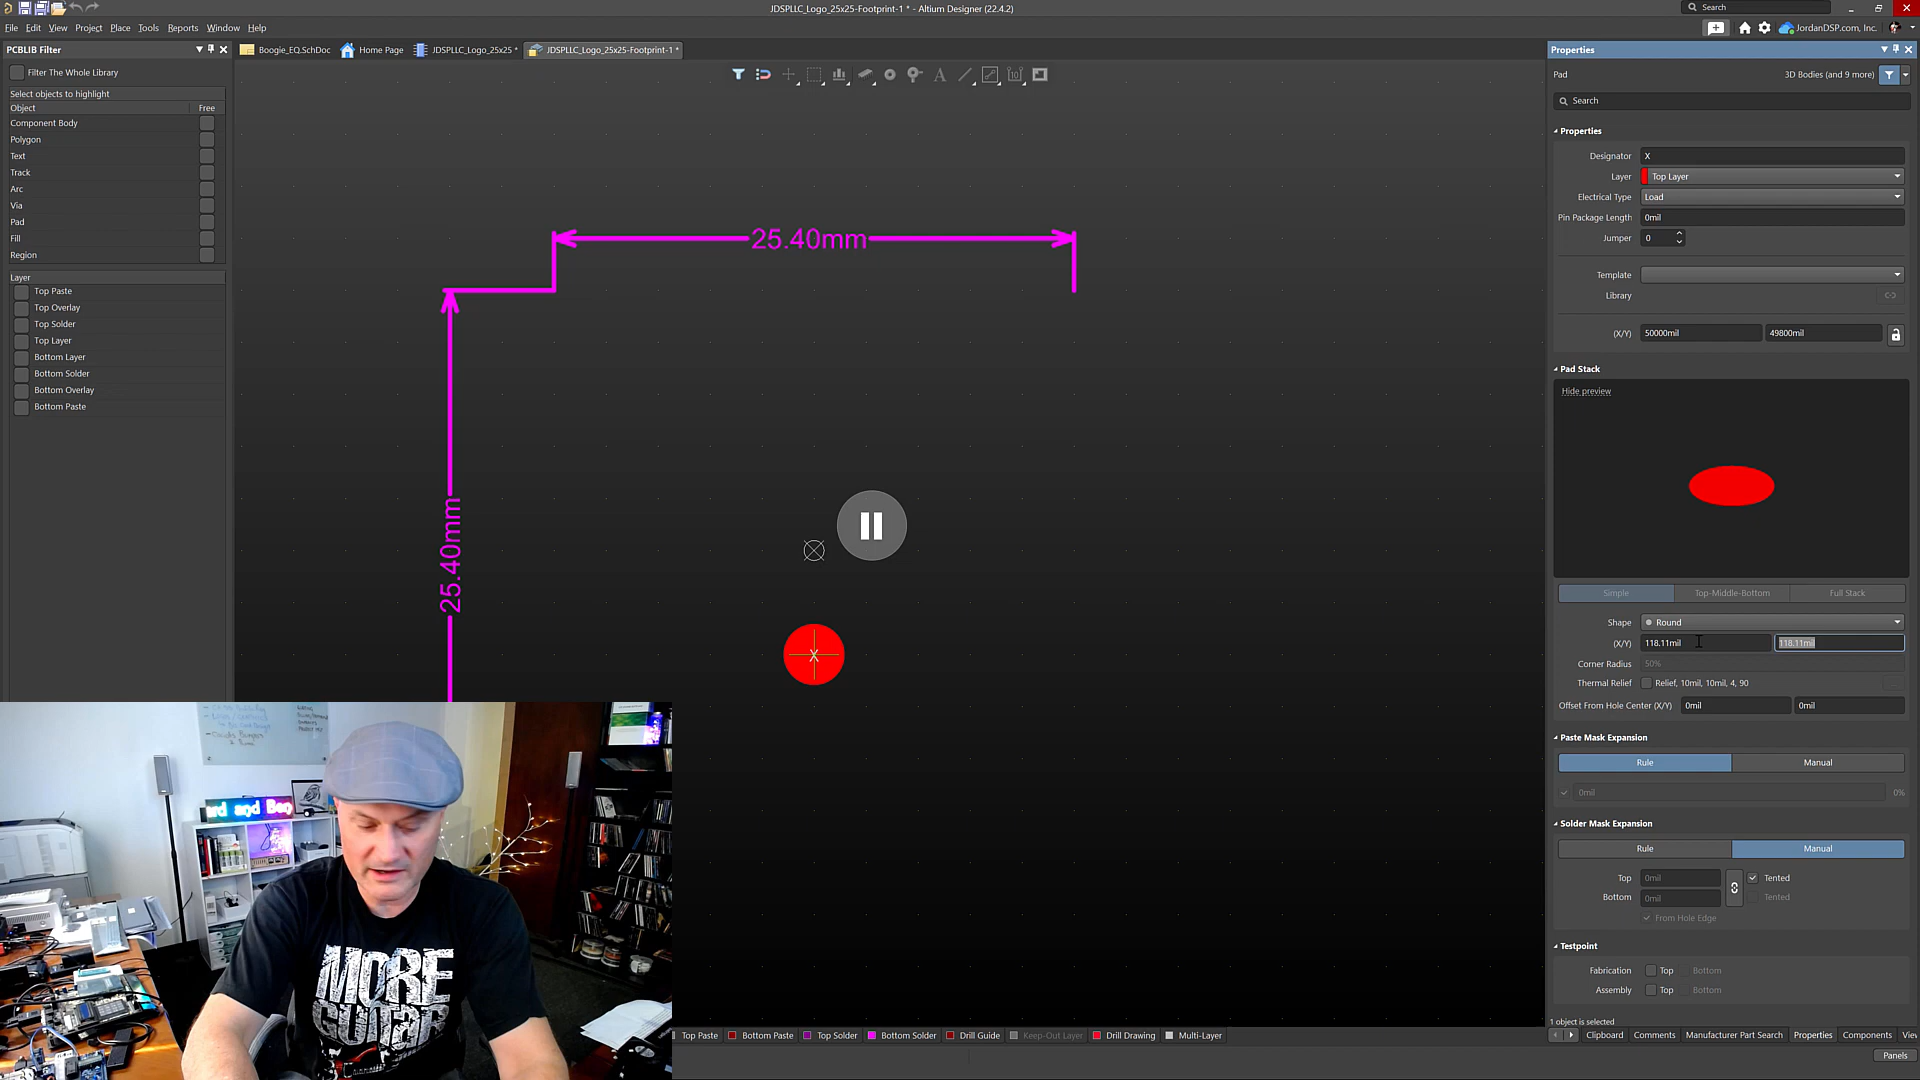 JDSPLLC_Logo_25x25-Footprint-1 * - Altium Designer (22.4.2)
Search
File Edit View Project Place Tools Reports Window Help
JordanDSP.com, Inc.
PCBLIB Filter
Boogie_EQ.SchDoc
Home Page
JDSPLLC_Logo_25x25 *
JDSPLLC_Logo_25x25-Footprint-1 *
Properties
Filter The Whole Library
Pad
3D Bodies (and 9 more)
Select objects to highlight
Search
Object Free
Component Body
Polygon
Text
Track
Arc
Via
Pad
Fill
Region
Layer
Top Paste
Top Overlay
Top Solder
Top Layer
Bottom Layer
Bottom Solder
Bottom Overlay
Bottom Paste
25.40mm
25.40mm
X
Properties
Designator X
Layer Top Layer
Electrical Type Load
Pin Package Length 0mil
Jumper 0
Template
Library
(X/Y) 50000mil 49800mil
Pad Stack
Hide preview
Simple Top-Middle-Bottom Full Stack
Shape Round
(X/Y) 118.11mil 118.11mil
Corner Radius 50%
Thermal Relief Relief, 10mil, 10mil, 4, 90
Offset From Hole Center (X/Y) 0mil 0mil
Paste Mask Expansion
Rule Manual
0mil 0%
Solder Mask Expansion
Rule Manual
Top 0mil Tented
Bottom 0mil Tented
From Hole Edge
Testpoint
Fabrication Top Bottom
Assembly Top Bottom
1 object is selected
Top Paste Bottom Paste Top Solder Bottom Solder Drill Guide Keep-Out Layer Drill Drawing Multi-Layer
Clipboard Comments Manufacturer Part Search Properties Components View
Panels
rd and Ben
MORE
GUITAR